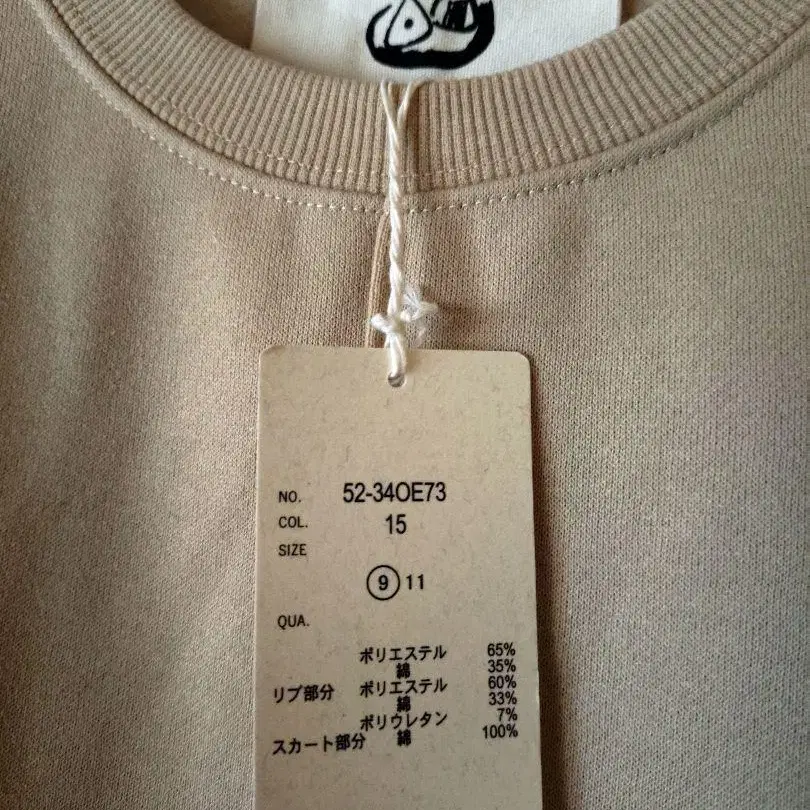 NO. 52-34OE73
COL. 15
SIZE
9 11
QUA.
ポリエステル 65%
綿 35%
リブ部分 ポリエステル 60%
綿 33%
ポリウレタン 7%
スカート部分 綿 100%